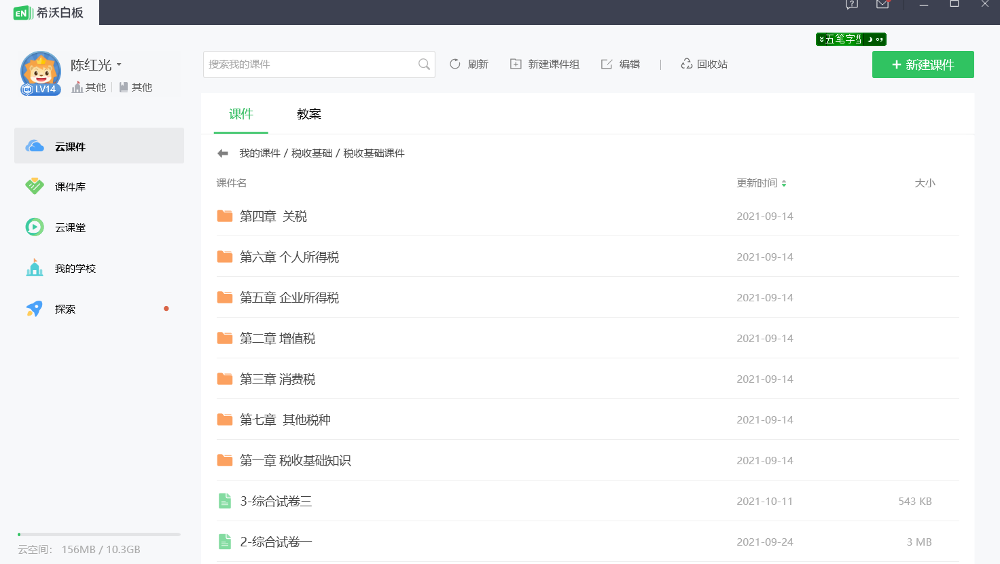 EN 希沃白板
五笔字型
陈红光
LV14
其他 其他
搜索我的课件
刷新 新建课件组 编辑 回收站
+ 新建课件
云课件
课件库
云课堂
我的学校
探索
云空间： 156MB / 10.3GB
课件 教案
我的课件 / 税收基础 / 税收基础课件
课件名 更新时间 大小
第四章 关税 2021-09-14
第六章 个人所得税 2021-09-14
第五章 企业所得税 2021-09-14
第二章 增值税 2021-09-14
第三章 消费税 2021-09-14
第七章 其他税种 2021-09-14
第一章 税收基础知识 2021-09-14
3-综合试卷三 2021-10-11 543 KB
2-综合试卷一 2021-09-24 3 MB